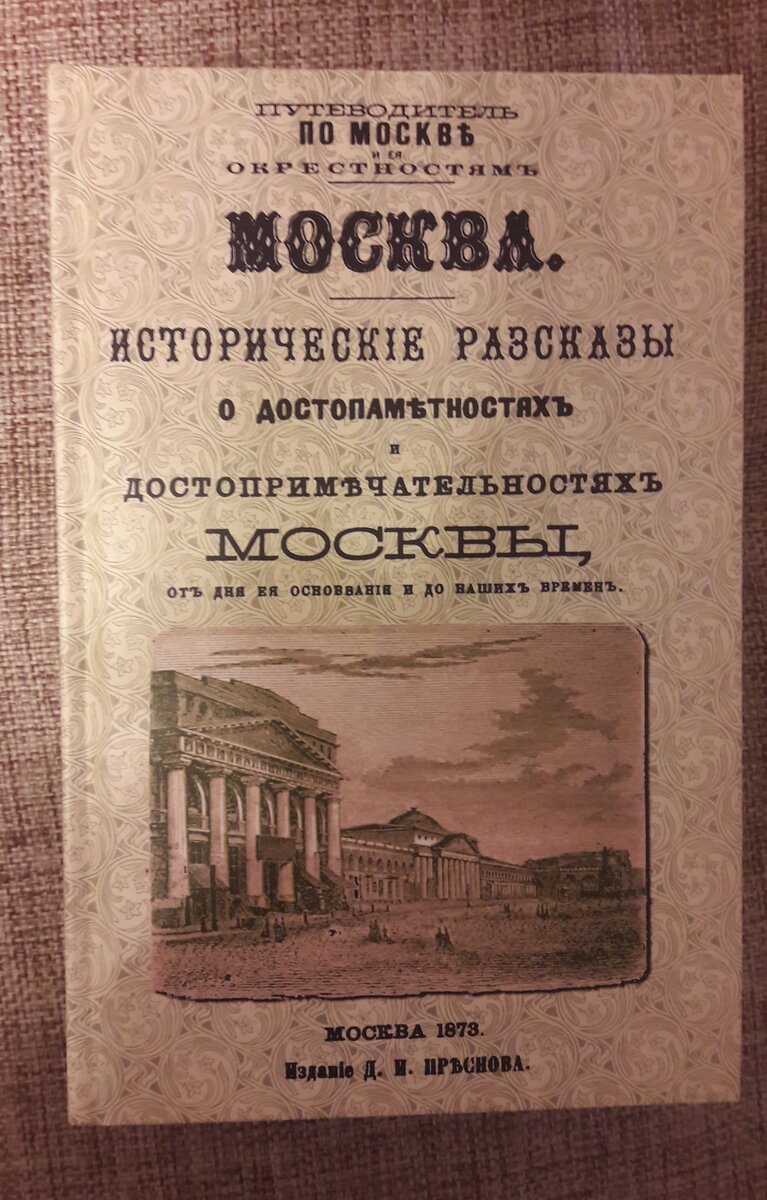 ПУТЕВОДИТЕЛЬ
ПО МОСКВѢ
И ЕЯ
ОКРЕСТНОСТЯМЪ
МОСКВА.
ИСТОРИЧЕСКІЕ РАЗСКАЗЫ
О ДОСТОПАМѢТНОСТЯХЪ
И
ДОСТОПРИМѢЧАТЕЛЬНОСТЯХЪ
МОСКВЫ,
ОТЪ ДНЯ ЕЯ ОСНОВВАНІЯ И ДО НАШИХЪ ВРЕМЕНЪ.
МОСКВА 1873.
Изданіе Д. И. ПРѢСНОВА.